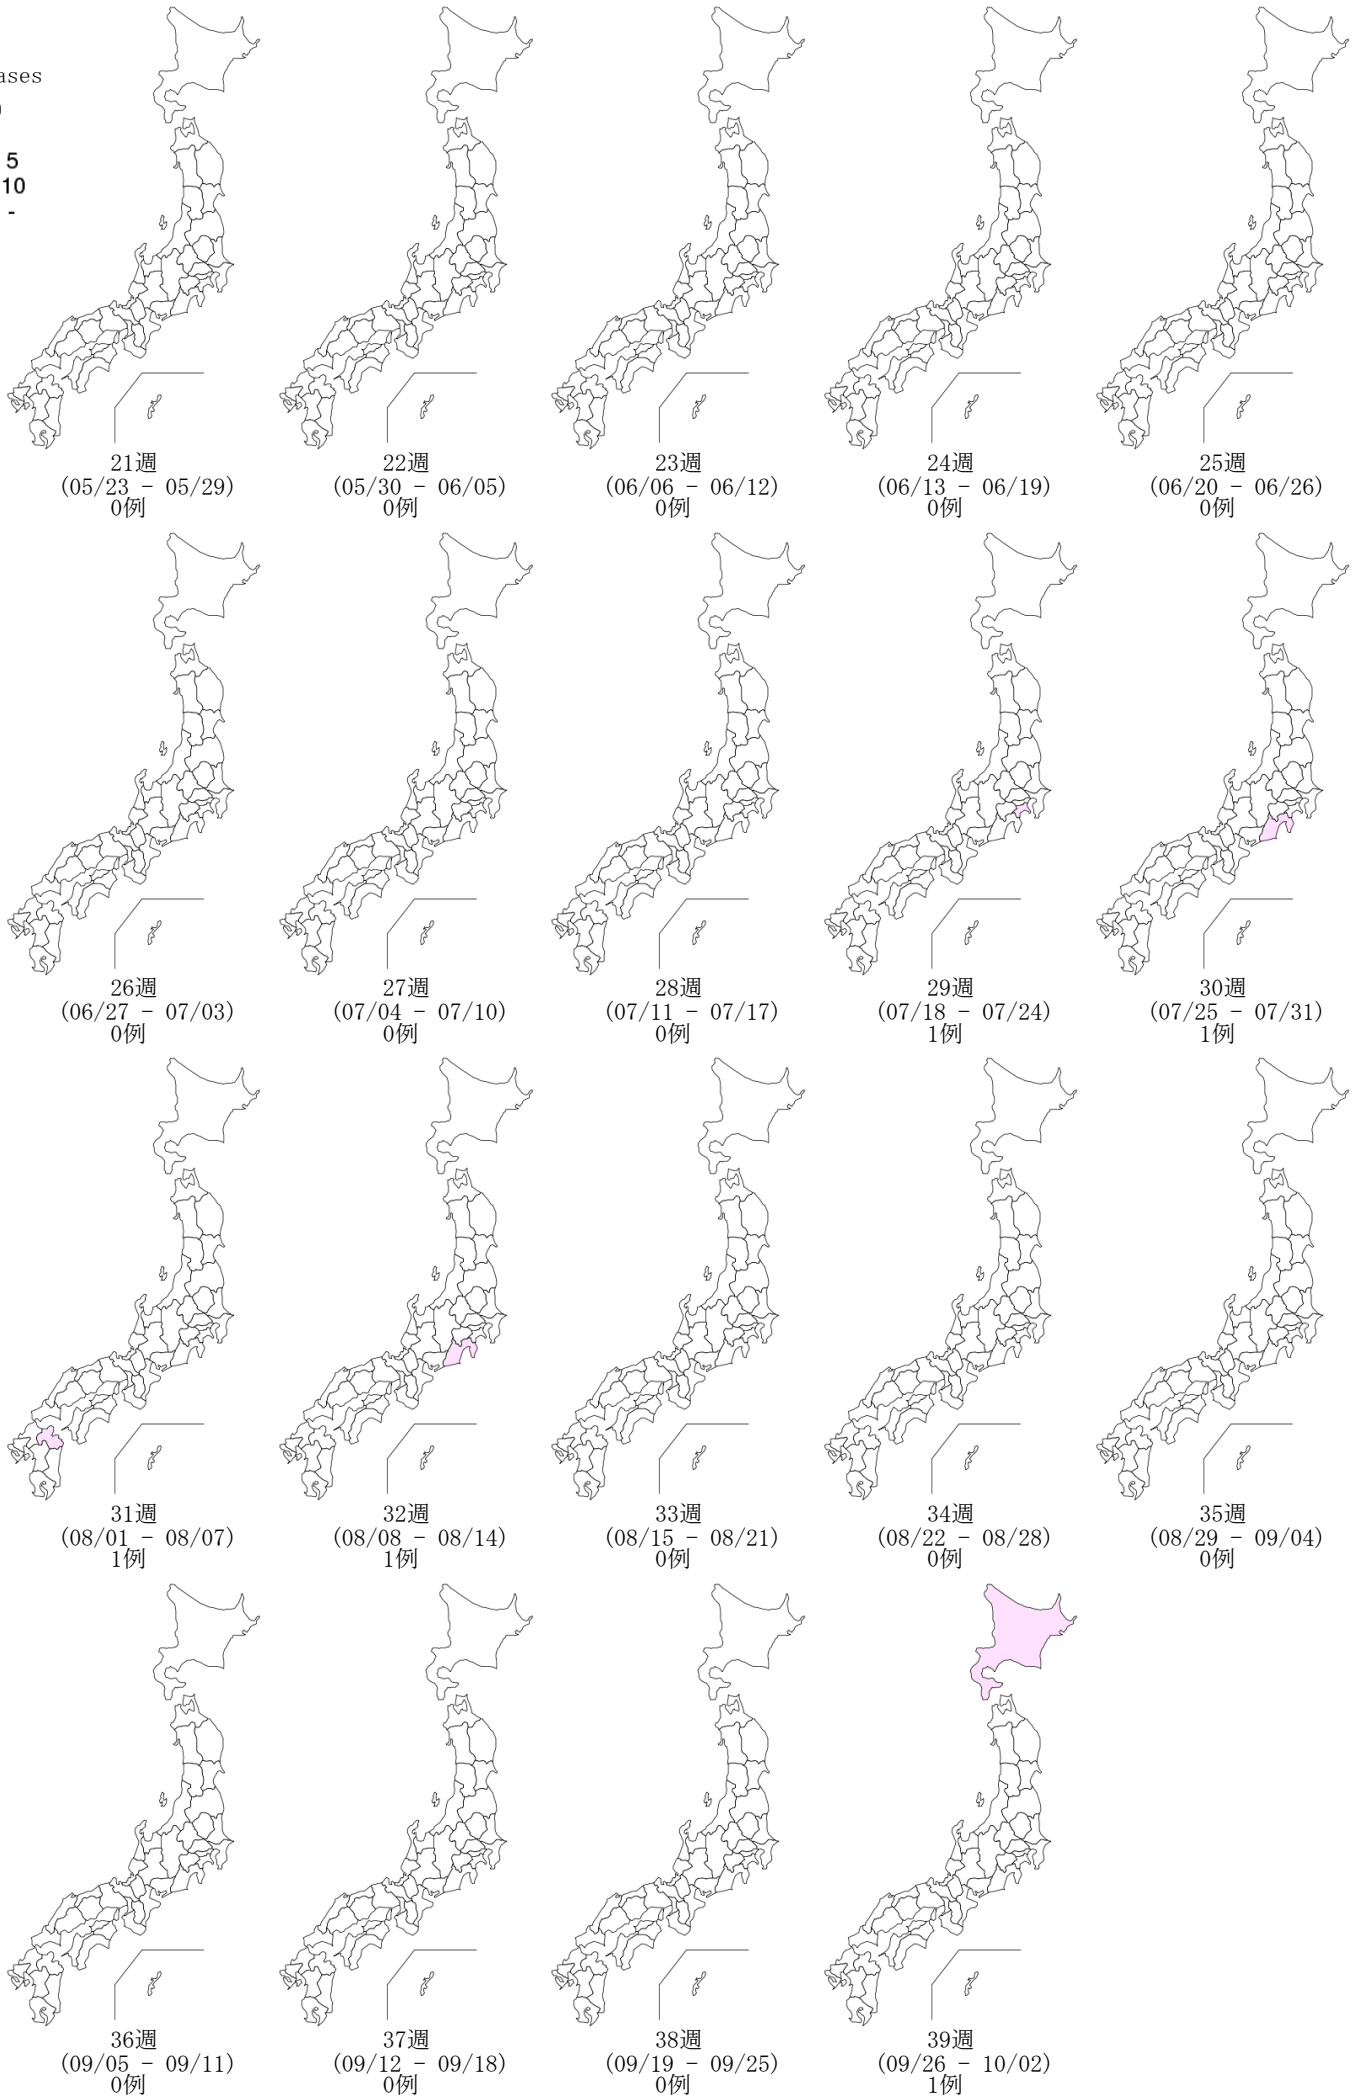 ases
5
10
-
21週
(05/23 - 05/29)
0例
22週
(05/30 - 06/05)
0例
23週
(06/06 - 06/12)
0例
24週
(06/13 - 06/19)
0例
25週
(06/20 - 06/26)
0例
26週
(06/27 - 07/03)
0例
27週
(07/04 - 07/10)
0例
28週
(07/11 - 07/17)
0例
29週
(07/18 - 07/24)
1例
30週
(07/25 - 07/31)
1例
31週
(08/01 - 08/07)
1例
32週
(08/08 - 08/14)
1例
33週
(08/15 - 08/21)
0例
34週
(08/22 - 08/28)
0例
35週
(08/29 - 09/04)
0例
36週
(09/05 - 09/11)
0例
37週
(09/12 - 09/18)
0例
38週
(09/19 - 09/25)
0例
39週
(09/26 - 10/02)
1例